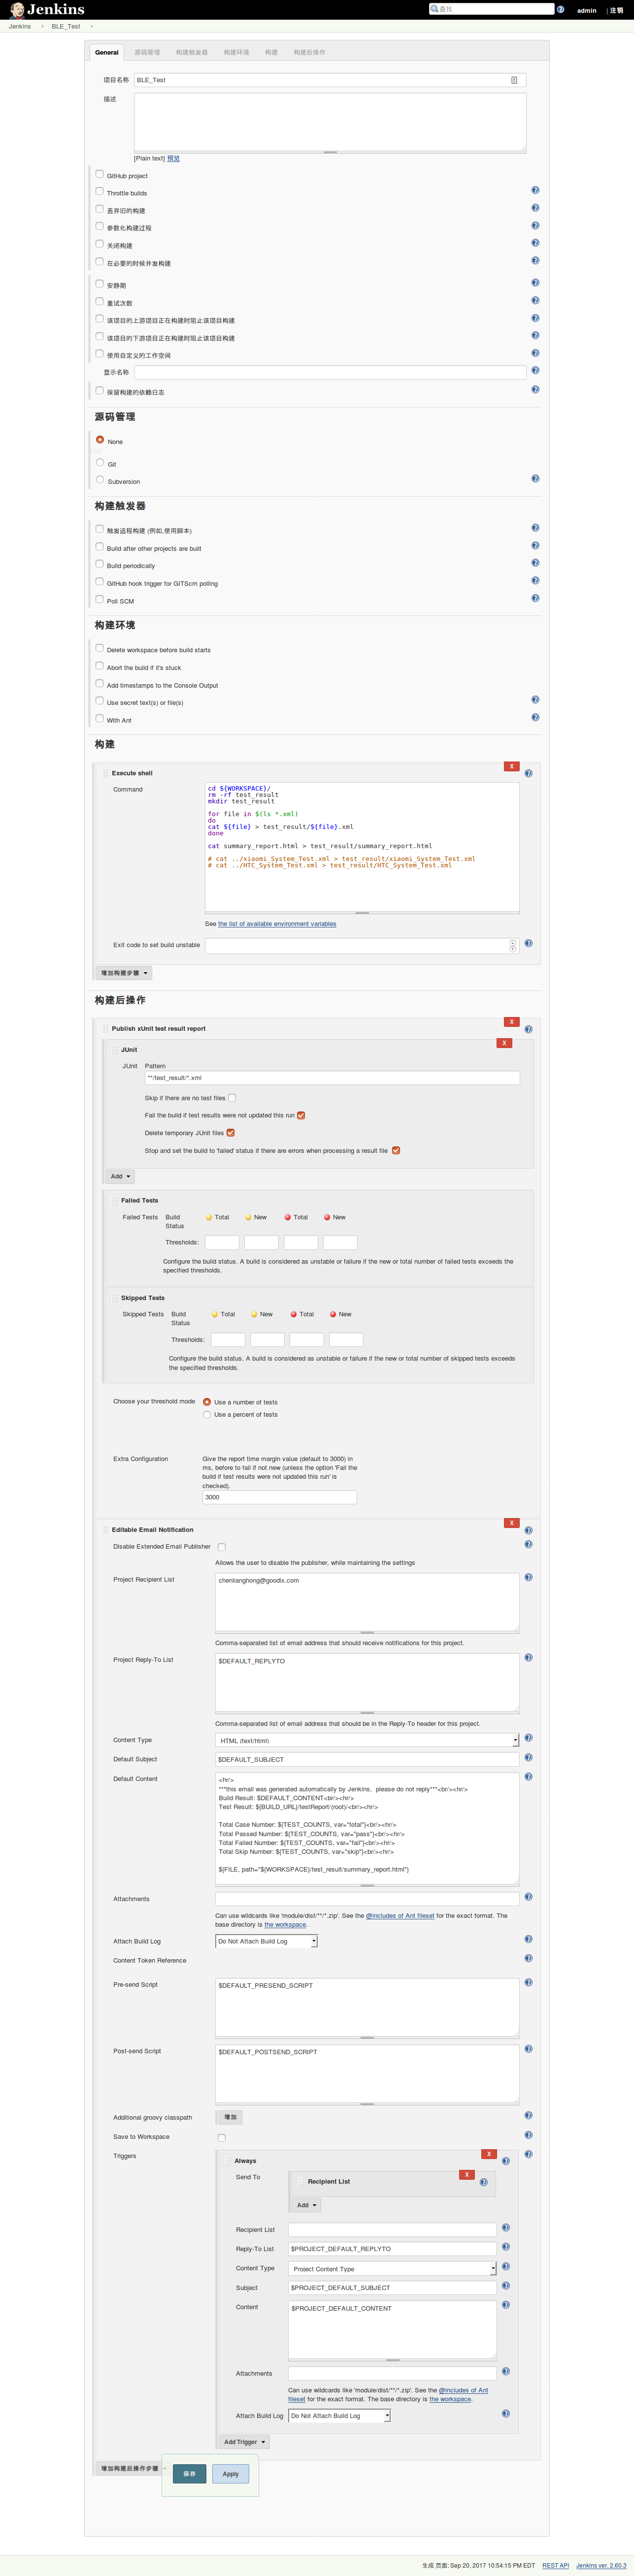 Jenkins
查找
admin
| 注销
Jenkins
BLE_Test
General
源码管理
构建触发器
构建环境
构建
构建后操作
项目名称
BLE_Test
描述
[Plain text] 预览
GitHub project
Throttle builds
丢弃旧的构建
参数化构建过程
关闭构建
在必要的时候并发构建
安静期
重试次数
该项目的上游项目正在构建时阻止该项目构建
该项目的下游项目正在构建时阻止该项目构建
使用自定义的工作空间
显示名称
保留构建的依赖日志
源码管理
None
Git
Subversion
构建触发器
触发远程构建 (例如,使用脚本)
Build after other projects are built
Build periodically
GitHub hook trigger for GITScm polling
Poll SCM
构建环境
Delete workspace before build starts
Abort the build if it's stuck
Add timestamps to the Console Output
Use secret text(s) or file(s)
With Ant
构建
X
Execute shell
Command
cd ${WORKSPACE}/
rm -rf test_result
mkdir test_result
for file in $(ls *.xml)
do
cat ${file} > test_result/${file}.xml
done
cat summary_report.html > test_result/summary_report.html
# cat ../xiaomi_System_Test.xml > test_result/xiaomi_System_Test.xml
# cat ../HTC_System_Test.xml > test_result/HTC_System_Test.xml
See the list of available environment variables
Exit code to set build unstable
增加构建步骤
构建后操作
X
Publish xUnit test result report
X
JUnit
JUnit Pattern
**/test_result/*.xml
Skip if there are no test files
Fail the build if test results were not updated this run
Delete temporary JUnit files
Stop and set the build to 'failed' status if there are errors when processing a result file
Add
Failed Tests
Failed Tests Build Status Total New Total New
Thresholds:
Configure the build status. A build is considered as unstable or failure if the new or total number of failed tests exceeds the
specified thresholds.
Skipped Tests
Skipped Tests Build Status Total New Total New
Thresholds:
Configure the build status. A build is considered as unstable or failure if the new or total number of skipped tests exceeds
the specified thresholds.
Choose your threshold mode
Use a number of tests
Use a percent of tests
Extra Configuration
Give the report time margin value (default to 3000) in
ms, before to fail if not new (unless the option 'Fail the
build if test results were not updated this run' is
checked).
3000
X
Editable Email Notification
Disable Extended Email Publisher
Allows the user to disable the publisher, while maintaining the settings
Project Recipient List
chenlianghong@goodix.com
Comma-separated list of email address that should receive notifications for this project.
Project Reply-To List
$DEFAULT_REPLYTO
Comma-separated list of email address that should be in the Reply-To header for this project.
Content Type
HTML (text/html)
Default Subject
$DEFAULT_SUBJECT
Default Content
<hr/>
***this email was generated automatically by Jenkins, please do not reply***<br/><hr/>
Build Result: $DEFAULT_CONTENT<br/><hr/>
Test Result: ${BUILD_URL}/testReport/(root)/<br/><hr/>
Total Case Number: ${TEST_COUNTS, var="total"}<br/><hr/>
Total Passed Number: ${TEST_COUNTS, var="pass"}<br/><hr/>
Total Failed Number: ${TEST_COUNTS, var="fail"}<br/><hr/>
Total Skip Number: ${TEST_COUNTS, var="skip"}<br/><hr/>
${FILE, path="${WORKSPACE}/test_result/summary_report.html"}
Attachments
Can use wildcards like 'module/dist/**/*.zip'. See the @includes of Ant fileset for the exact format. The
base directory is the workspace.
Attach Build Log
Do Not Attach Build Log
Content Token Reference
Pre-send Script
$DEFAULT_PRESEND_SCRIPT
Post-send Script
$DEFAULT_POSTSEND_SCRIPT
Additional groovy classpath
增加
Save to Workspace
Triggers
X
Always
Send To
X
Recipient List
Add
Recipient List
Reply-To List
$PROJECT_DEFAULT_REPLYTO
Content Type
Project Content Type
Subject
$PROJECT_DEFAULT_SUBJECT
Content
$PROJECT_DEFAULT_CONTENT
Attachments
Can use wildcards like 'module/dist/**/*.zip'. See the @includes of Ant
fileset for the exact format. The base directory is the workspace.
Attach Build Log
Do Not Attach Build Log
Add Trigger
增加构建后操作步骤
保存
Apply
生成 页面: Sep 20, 2017 10:54:15 PM EDT
REST API
Jenkins ver. 2.60.3